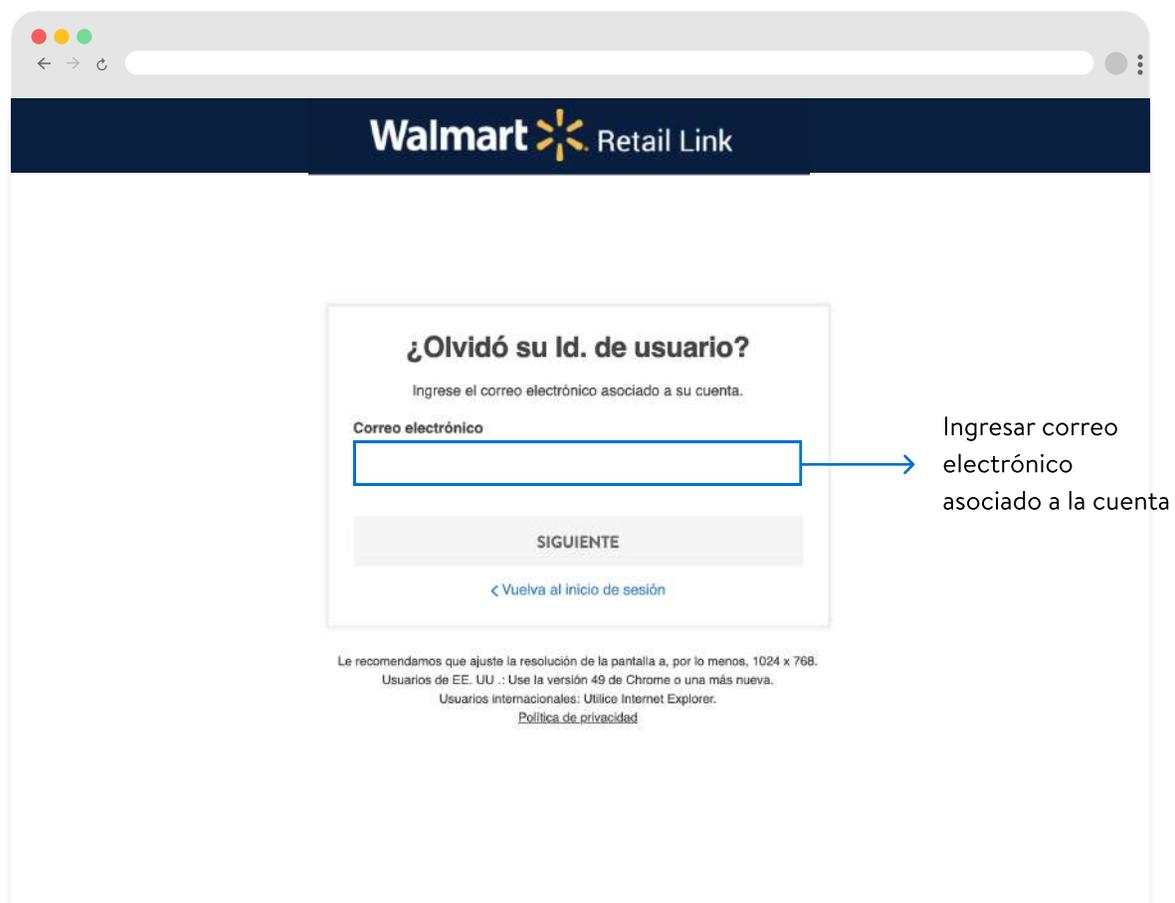 Walmart Retail Link
¿Olvidó su Id. de usuario?
Ingrese el correo electrónico asociado a su cuenta.
Correo electrónico
Ingresar correo
electrónico
asociado a la cuenta
SIGUIENTE
Vuelva al inicio de sesión
Le recomendamos que ajuste la resolución de la pantalla a, por lo menos, 1024 x 768.
Usuarios de EE. UU .: Use la versión 49 de Chrome o una más nueva.
Usuarios internacionales: Utilice Internet Explorer.
Política de privacidad